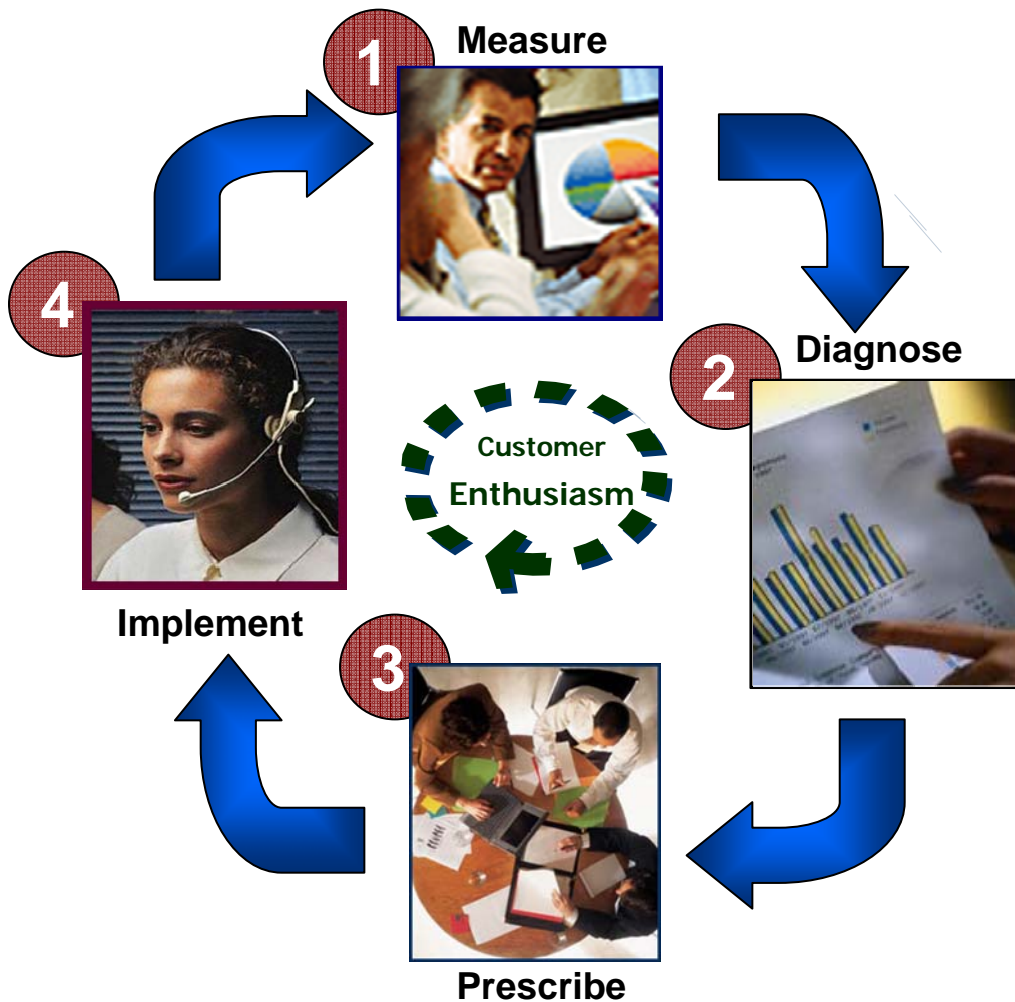 1
Measure
2
Diagnose
3
Prescribe
4
Implement
Customer
Enthusiasm